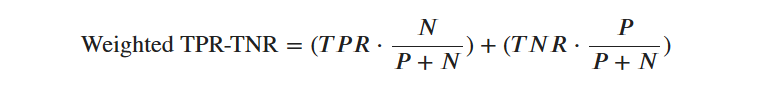 Weighted TPR-TNR = (TPR · N / P + N) + (TNR · P / P + N)